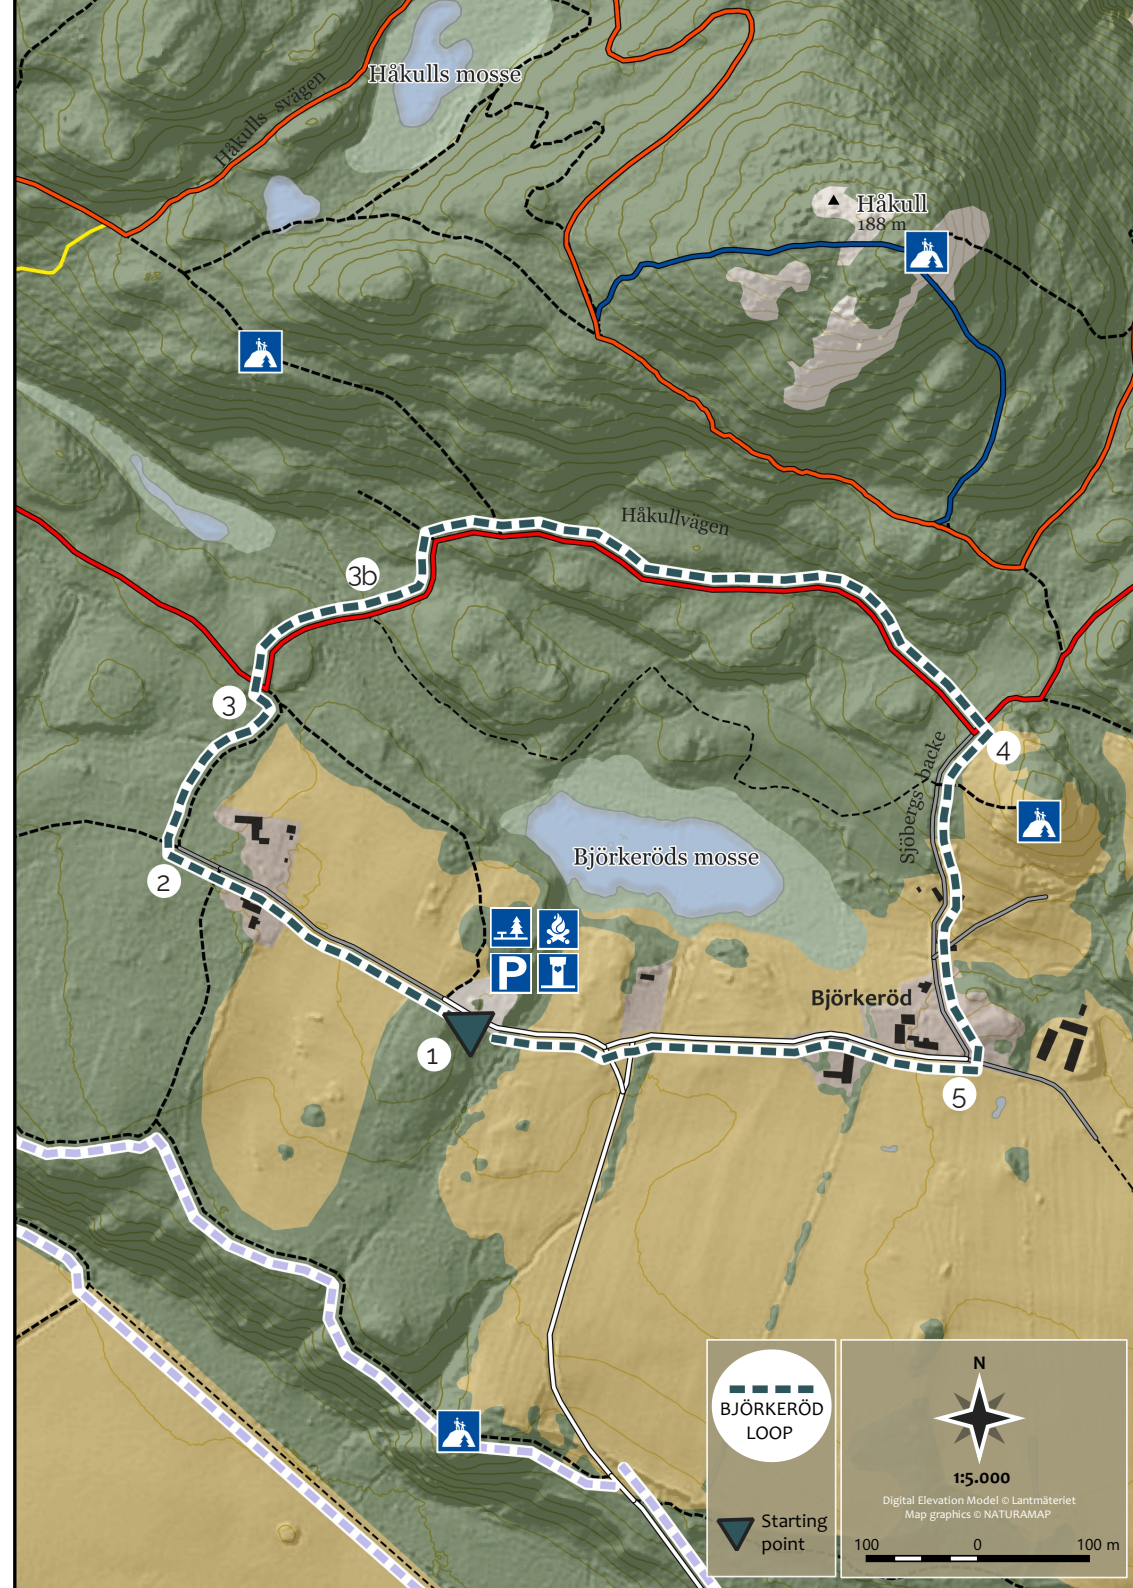 Håkulls mosse
Håkulls svägen
Håkull
188 m
Håkullvägen
3b
3
4
Sjöbergs backe
Björkeröds mosse
2
P
Björkeröd
1
5
BJÖRKERÖD
LOOP
Starting
point
N
1:5.000
Digital Elevation Model © Lantmäteriet
Map graphics © NATURAMAP
100 0 100 m